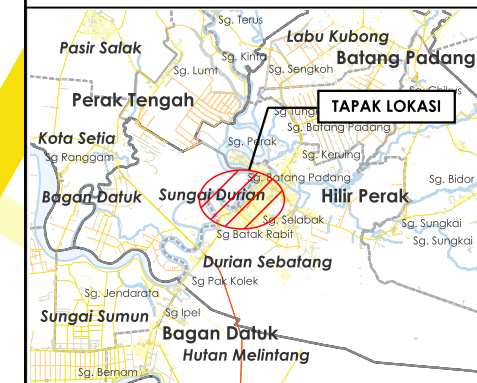 Sg. Terus
Labu Kubong
Pasir Salak
Sg. Kinta
Batang Padang
Sg. Lumt
Sg. Sengkoh
Perak Tengah
TAPAK LOKASI
Sg. Batang Padang
Kota Setia
Sg. Perak
Sg. Keruing
Sg Ranggam
Sg. Batang Padang
Sg. Bidor
Bagan Datuk
Sungai Durian
Hilir Perak
Sg. Selabak
Sg. Sungkai
Sg Batak Rabit
Sg. Sungkai
Durian Sebatang
Sg Pak Kolek
Sg. Jendarata
Sungai Sumun
Sg Ipel
Bagan Datuk
Hutan Melintang
Sg. Bernam